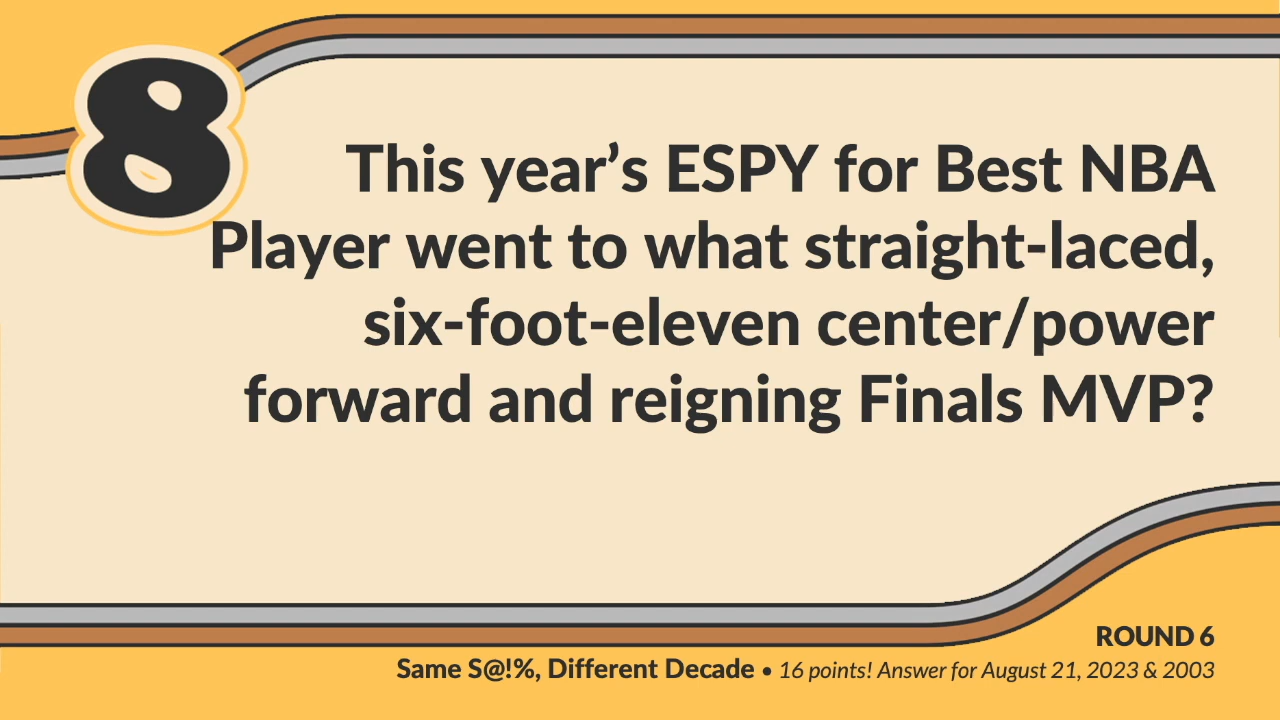 8
This year’s ESPY for Best NBA
Player went to what straight-laced,
six-foot-eleven center/power
forward and reigning Finals MVP?
ROUND 6
Same S@!%, Different Decade • 16 points! Answer for August 21, 2023 & 2003